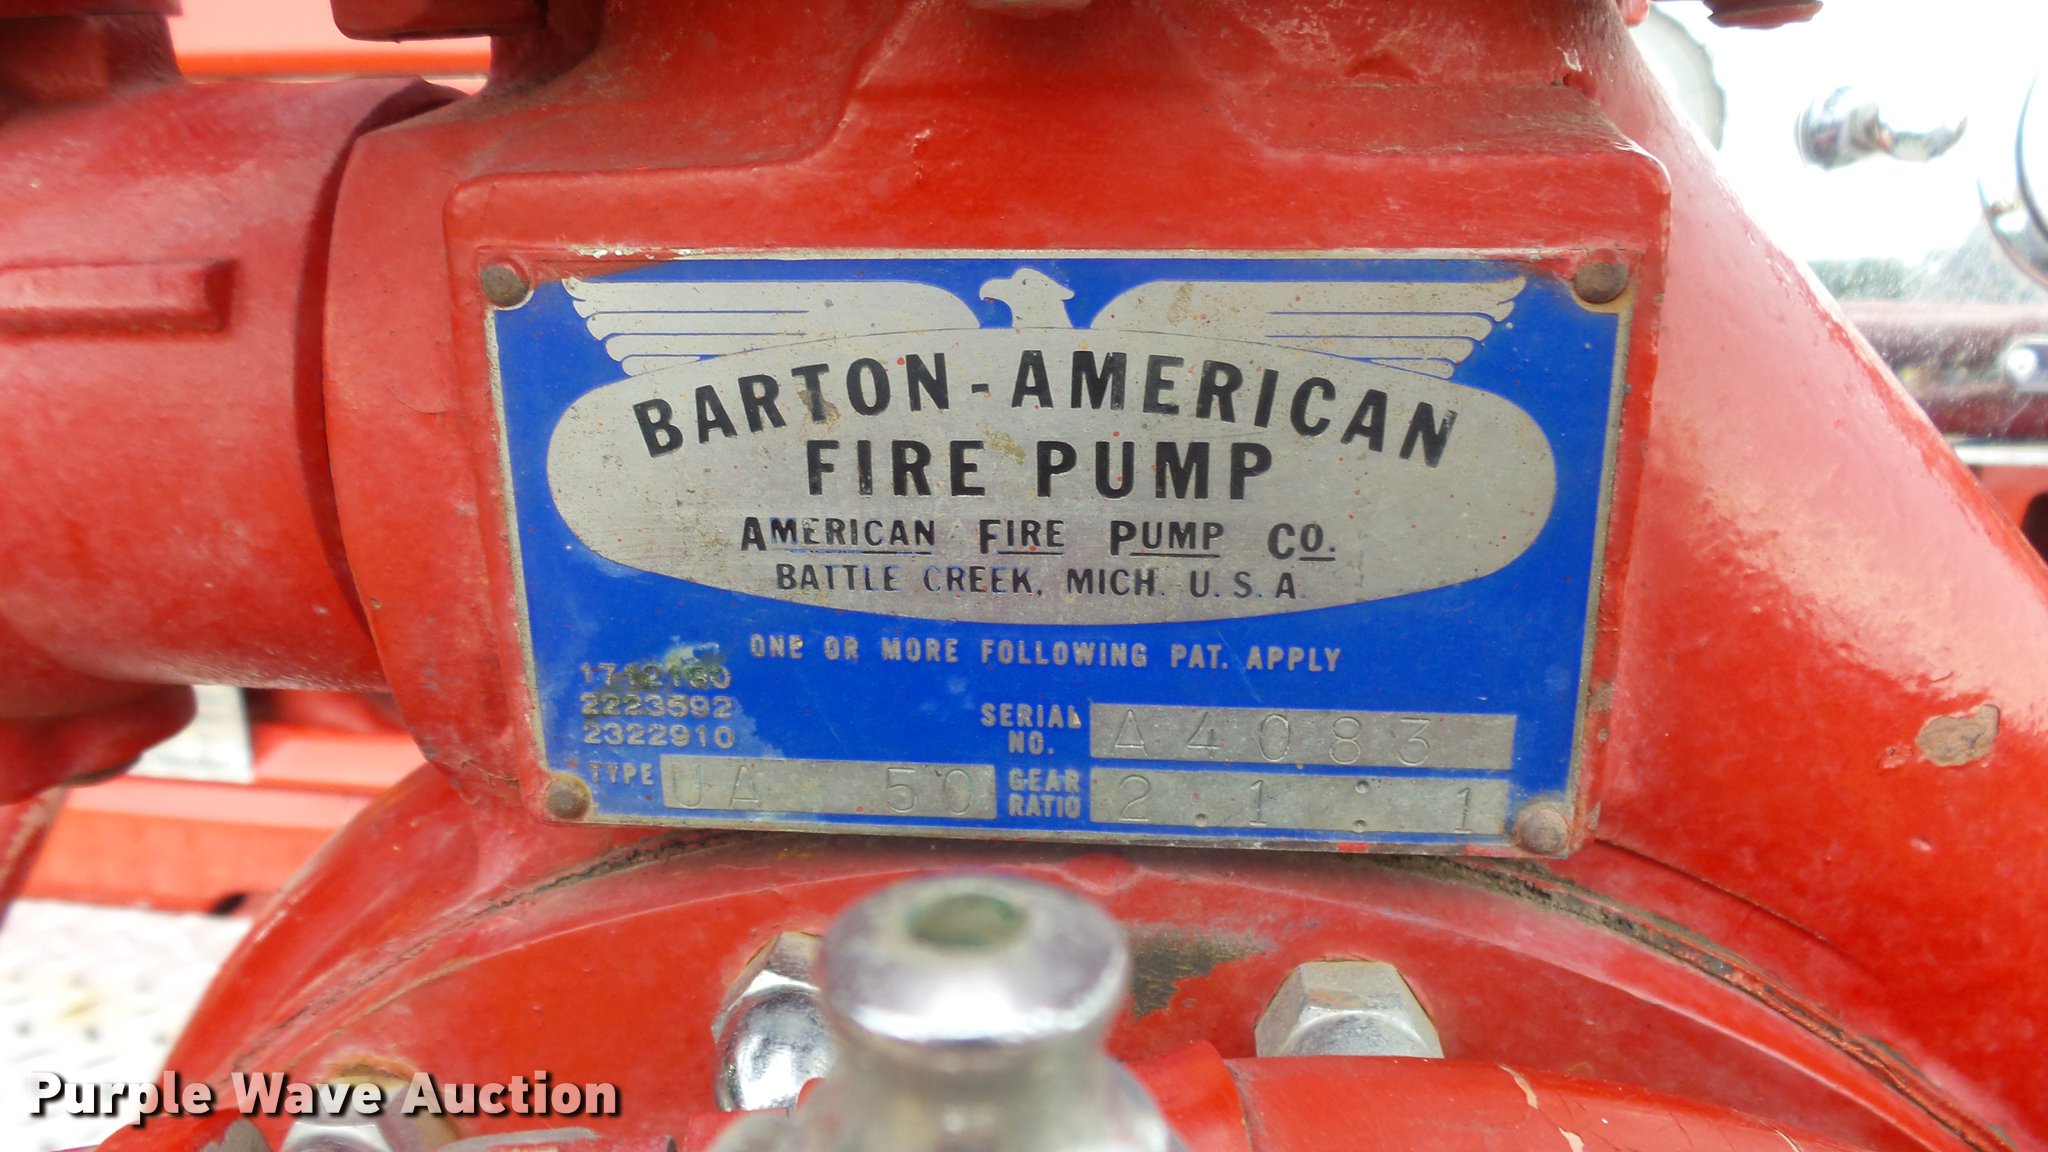 BARTON-AMERICAN
FIRE PUMP
AMERICAN FIRE PUMP CO.
BATTLE CREEK, MICH. U.S.A.
ONE OR MORE FOLLOWING PAT. APPLY
2223592
2322910
SERIAL NO. A4083
TYPE UA 50
GEAR RATIO 2.1:1
Purple Wave Auction